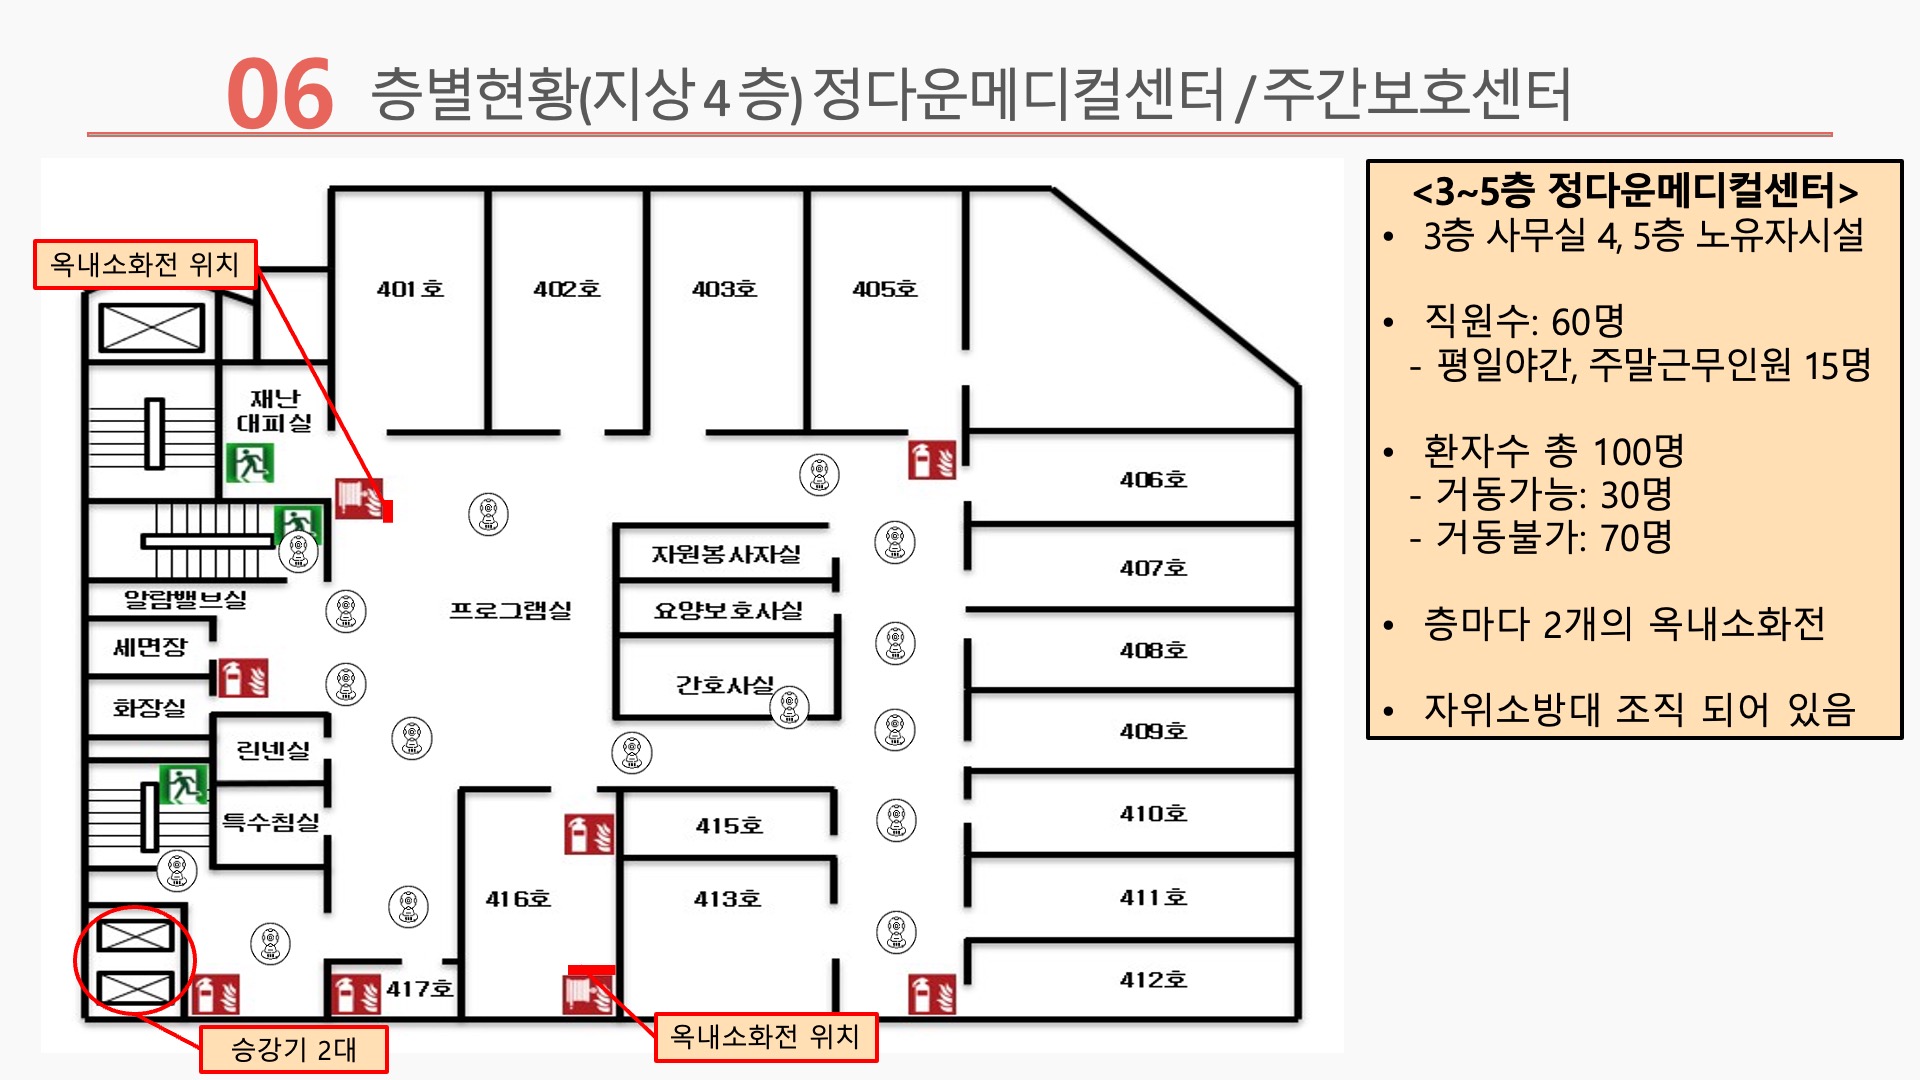 06 층별현황(지상 4 층) 정다운메디컬센터 / 주간보호센터
<3~5층 정다운메디컬센터>
• 3층 사무실 4, 5층 노유자시설
• 직원수: 60명
- 평일야간, 주말근무인원 15명
• 환자수 총 100명
- 거동가능: 30명
- 거동불가: 70명
• 층마다 2개의 옥내소화전
• 자위소방대 조직 되어 있음
옥내소화전 위치
401호
402호
403호
405호
재난
대피실
406호
자원봉사자실
407호
알람밸브실
프로그램실
요양보호사실
세면장
408호
간호사실
화장실
409호
린넨실
특수침실
415호
410호
416호
413호
411호
417호
412호
옥내소화전 위치
승강기 2대